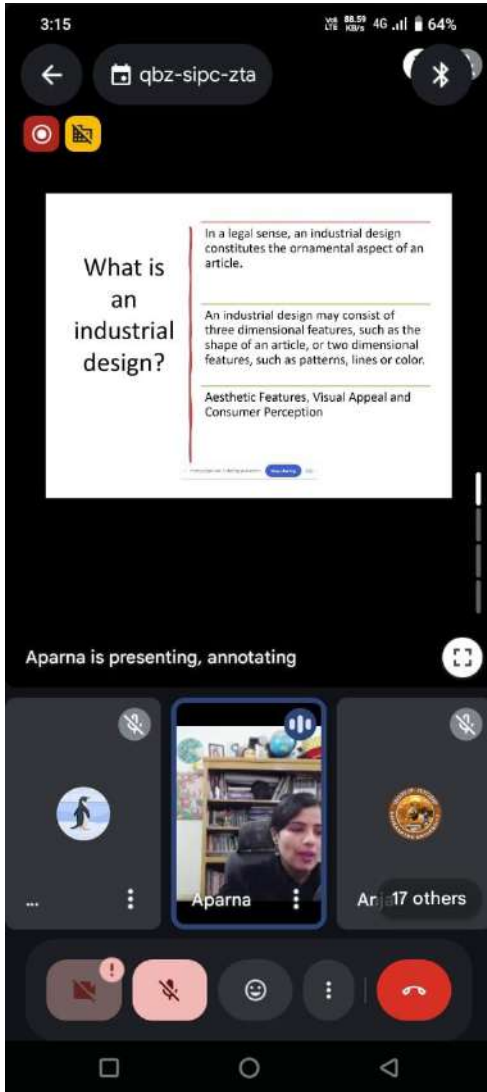 3:15
Vo)) LTE 88.59 KB/s 4G 64%
qbz-sipc-zta
What is
an
industrial
design?
In a legal sense, an industrial design
constitutes the ornamental aspect of an
article.
An industrial design may consist of
three dimensional features, such as the
shape of an article, or two dimensional
features, such as patterns, lines or color.
Aesthetic Features, Visual Appeal and
Consumer Perception
Aparna is presenting, annotating
...
Aparna
17 others